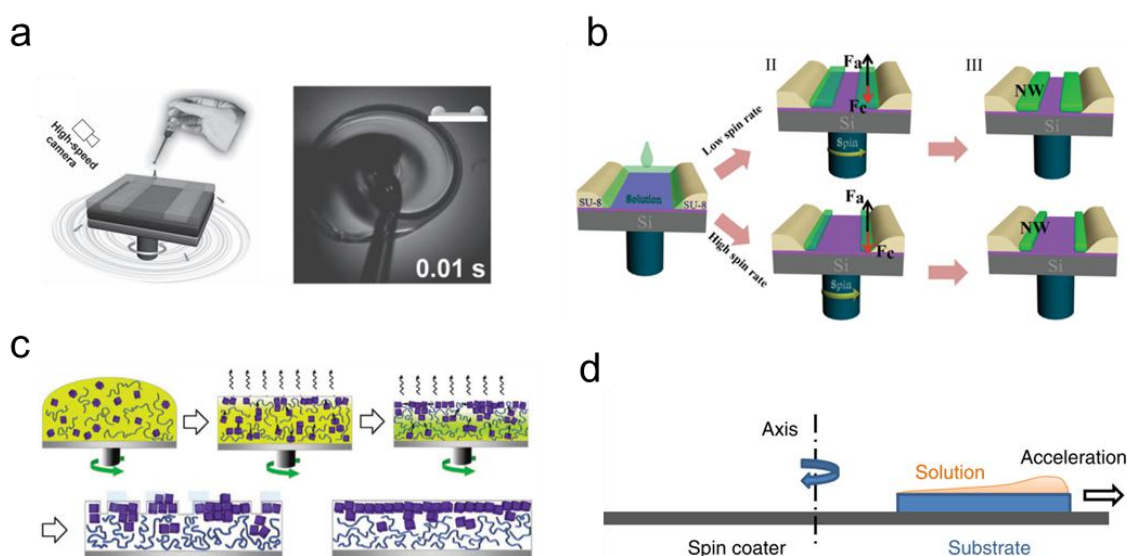 a
High-speed
camera
0.01 s
b
Solution
SU-8
SU-8
Si
Low spin rate
High spin rate
II
Fa
Fc
Si
Spin
III
NW
Si
Fa
Fc
Si
Spin
NW
Si
c
d
Axis
Solution
Acceleration
Spin coater
Substrate